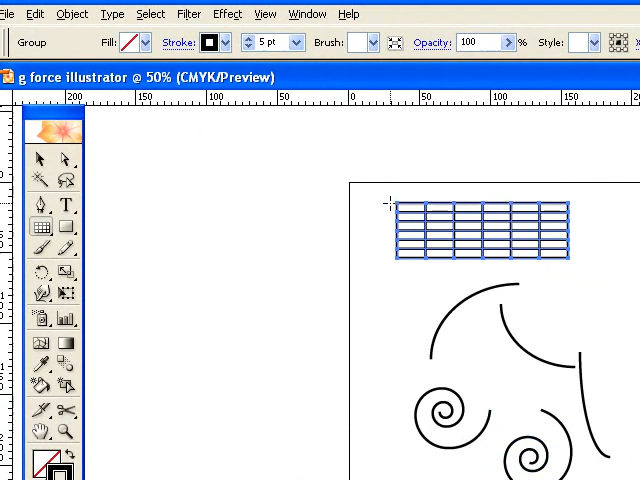 File Edit Object Type Select Filter Effect View Window Help
Group Fill: Stroke: 5 pt Brush: Opacity: 100 % Style:
g force illustrator @ 50% (CMYK/Preview)
200 150 100 50 0 50 100 150
T